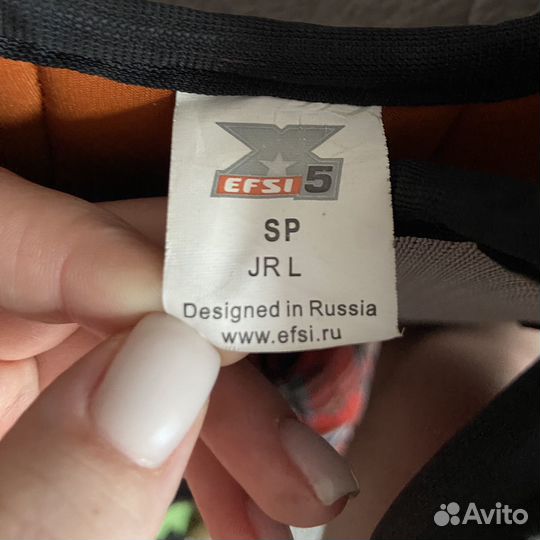 X
EFSI 5
SP
JR L
Designed in Russia
www.efsi.ru
Avito